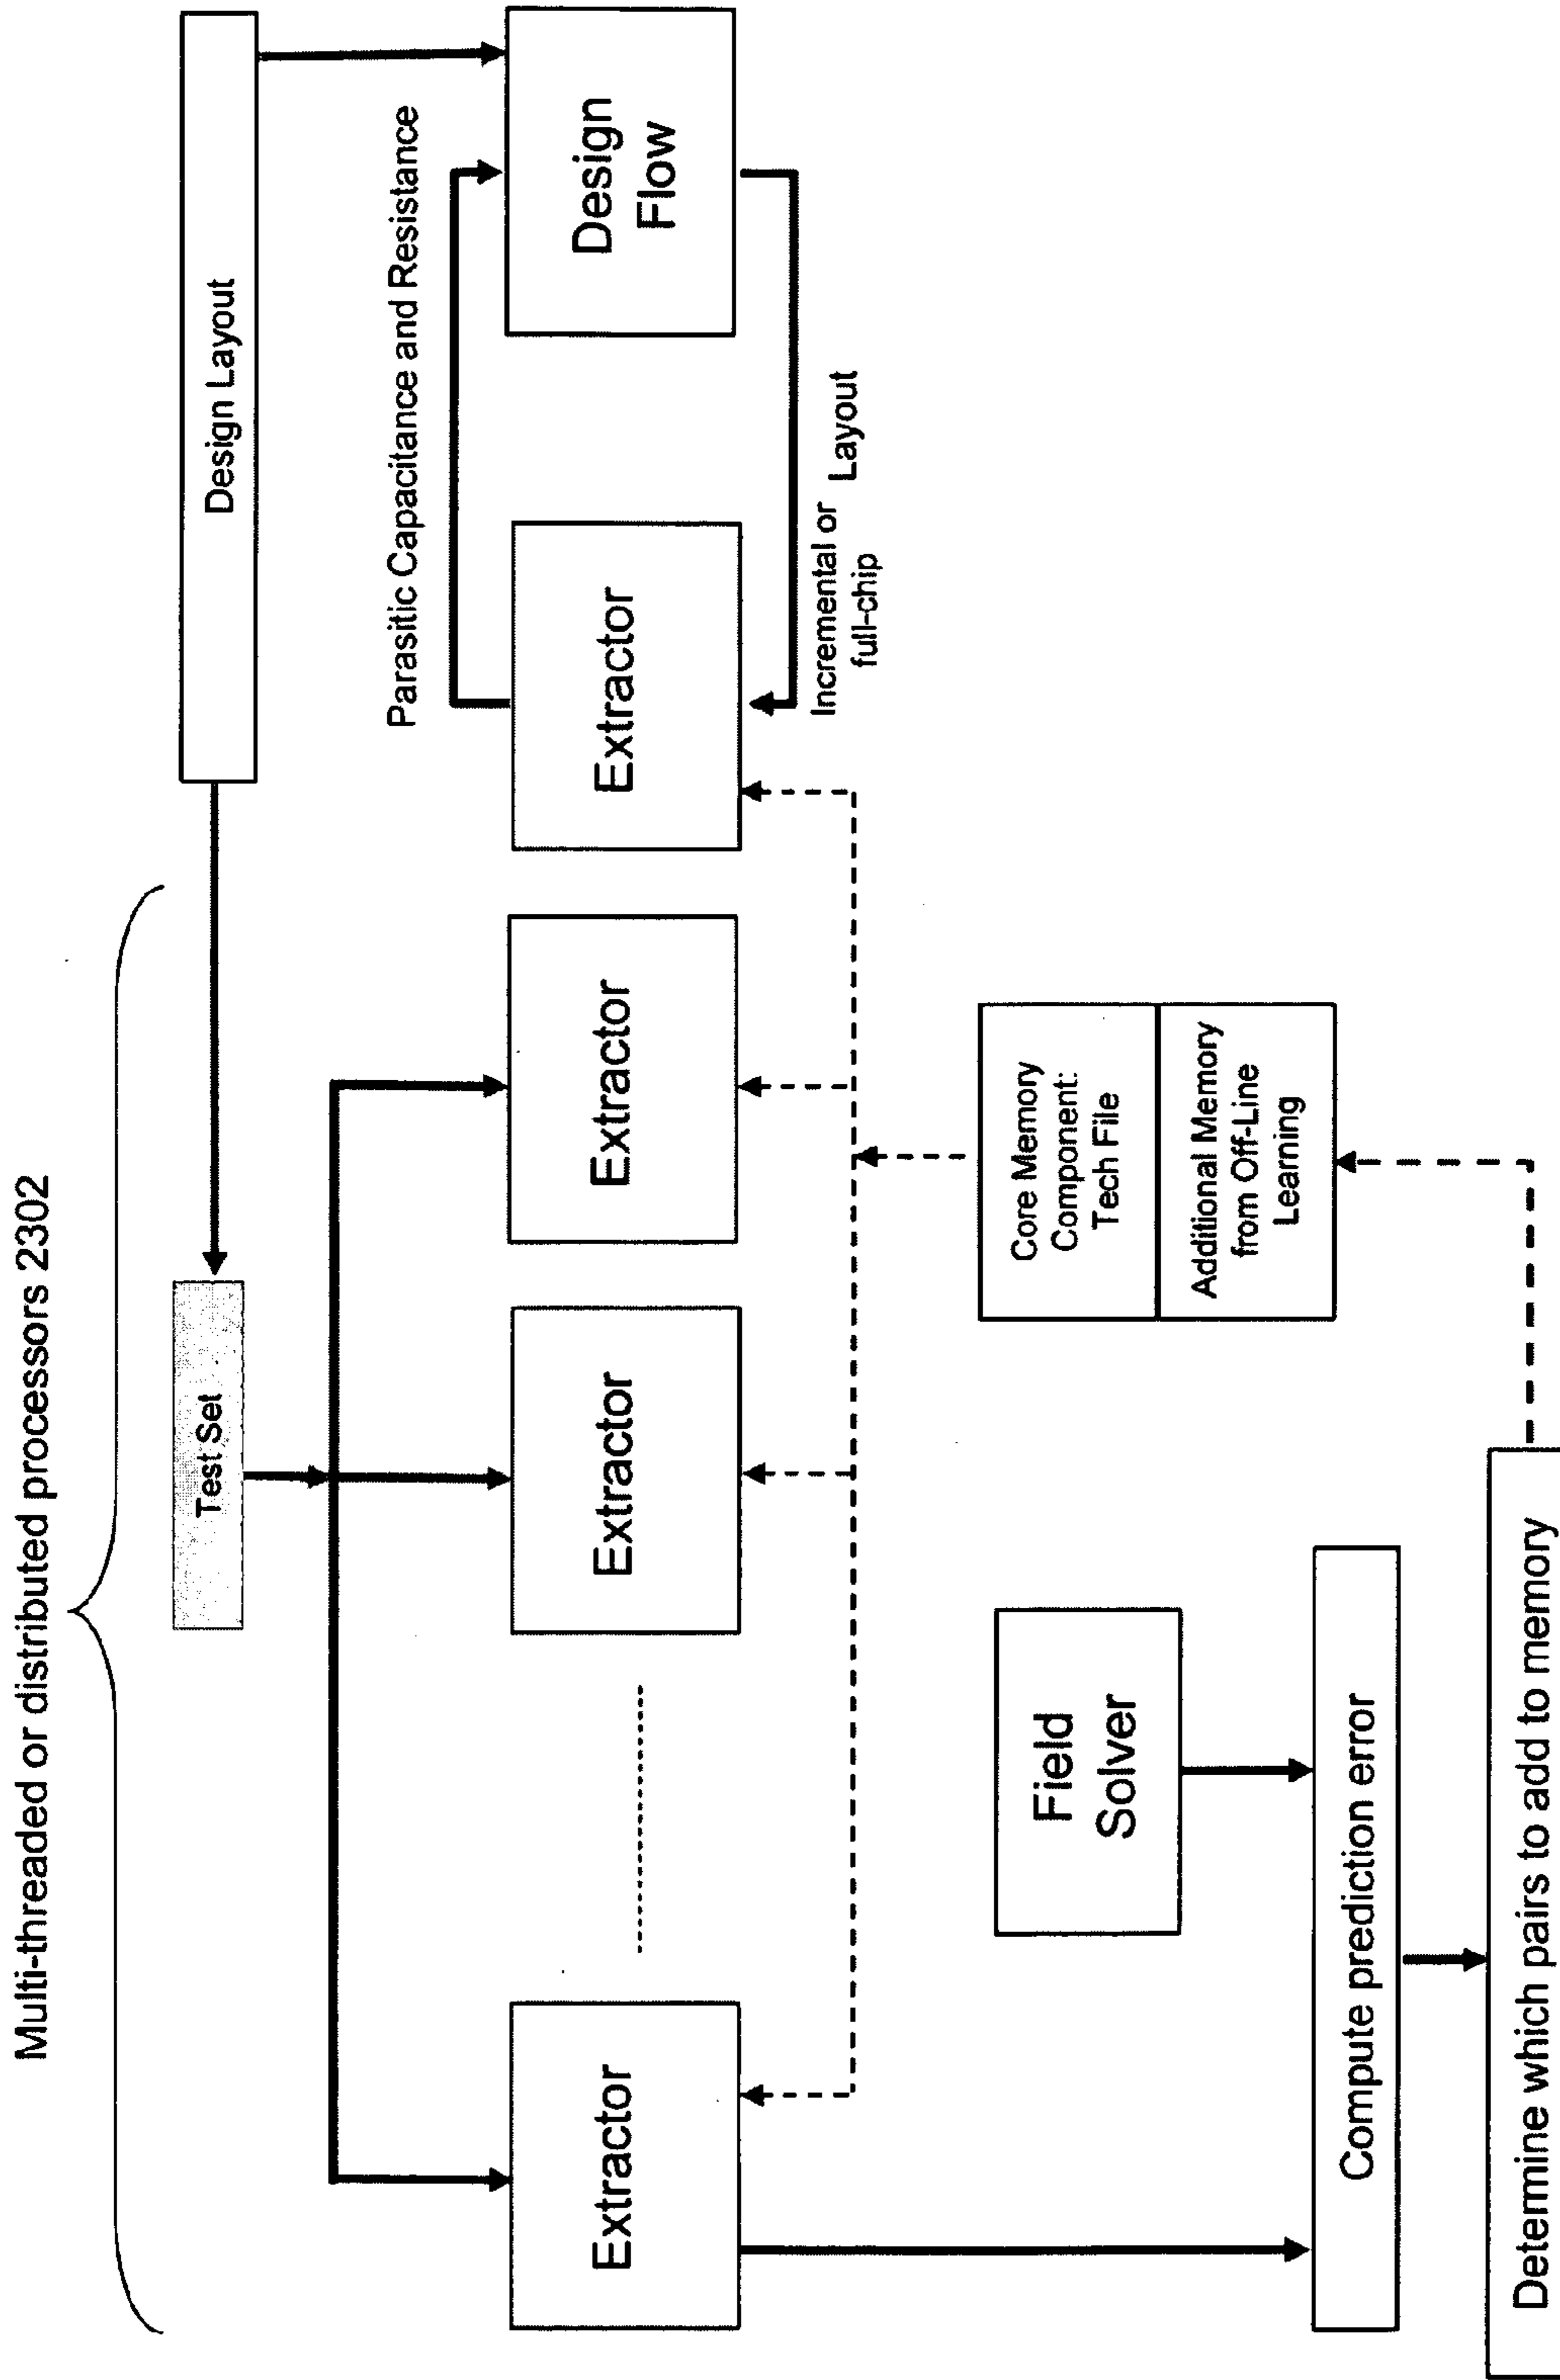 Multi-threaded or distributed processors 2302
Test Set
Design Layout
Parasitic Capacitance and Resistance
Extractor
Extractor
Extractor
Extractor
Design
Flow
Incremental or
full-chip
Layout
Field
Solver
Core Memory
Component:
Tech File
Additional Memory
from Off-Line
Learning
Compute prediction error
Determine which pairs to add to memory